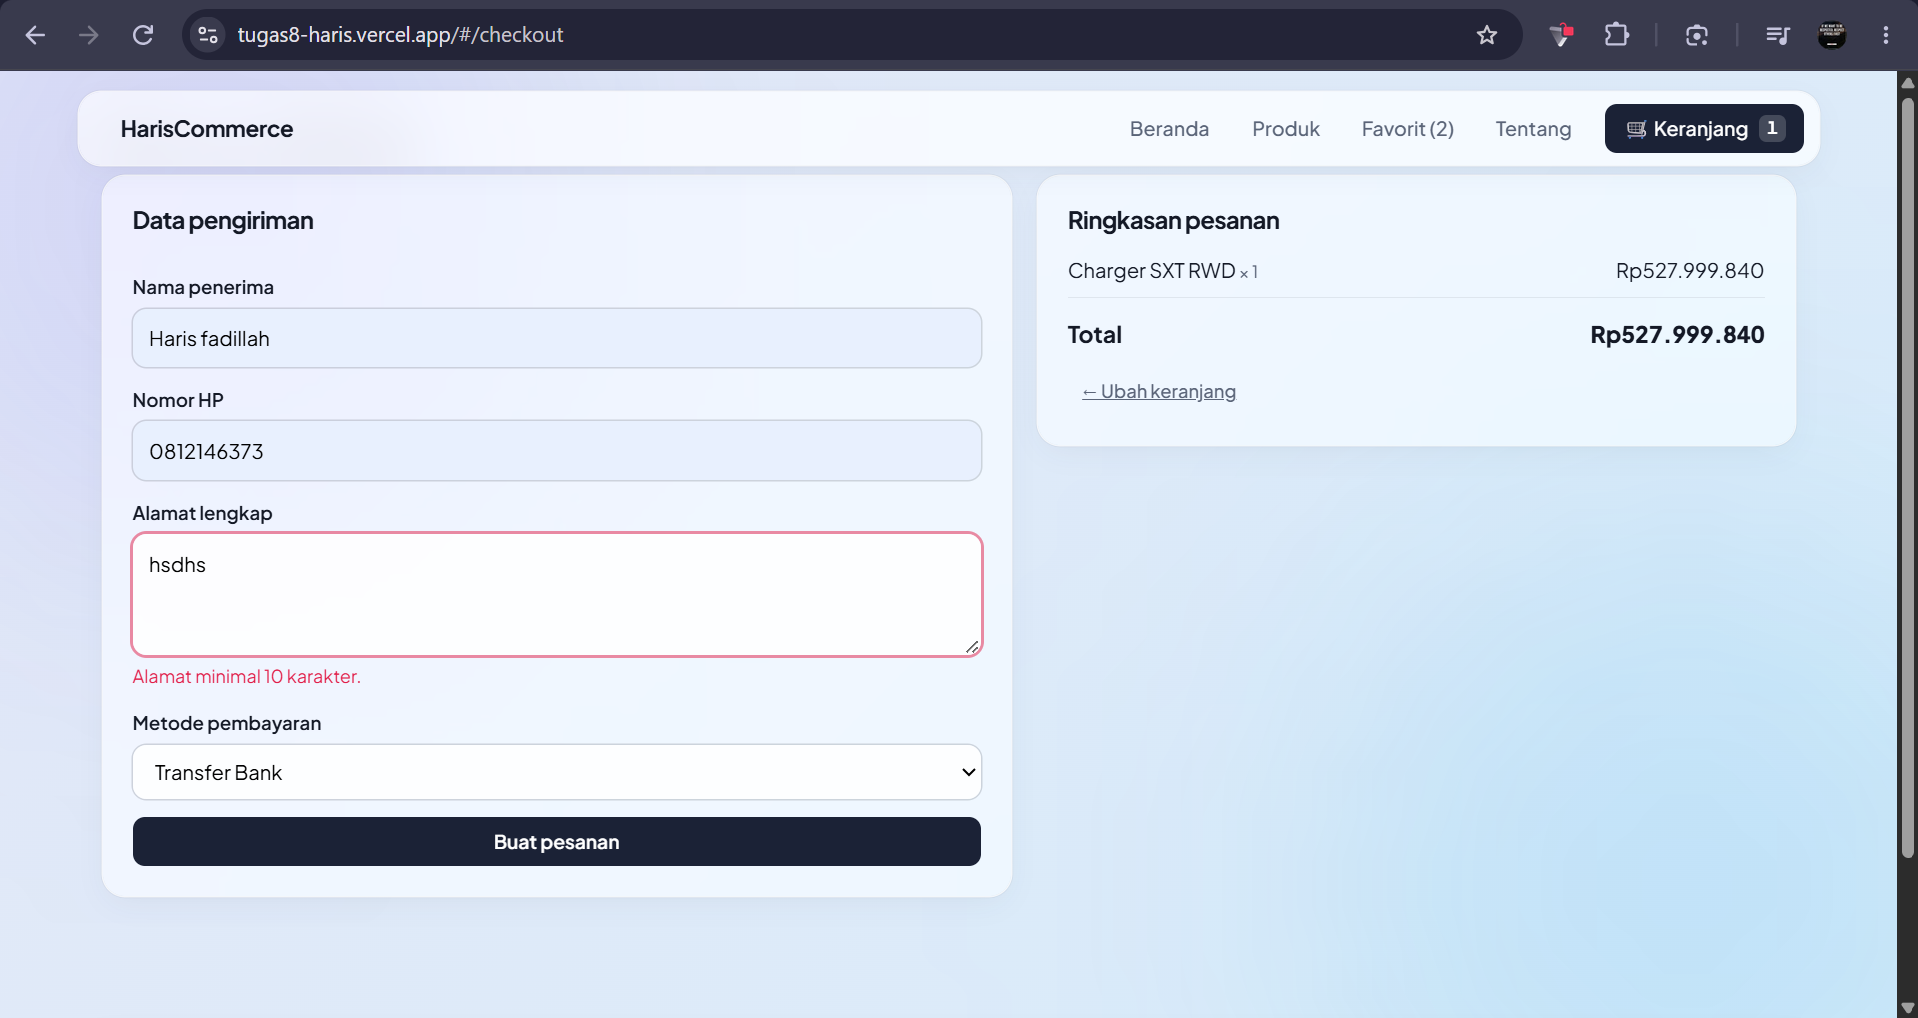 tugas8-haris.vercel.app/#/checkout
HarisCommerce
Beranda
Produk
Favorit (2)
Tentang
Keranjang 1
Data pengiriman
Nama penerima
Haris fadillah
Nomor HP
0812146373
Alamat lengkap
hsdhs
Alamat minimal 10 karakter.
Metode pembayaran
Transfer Bank
Buat pesanan
Ringkasan pesanan
Charger SXT RWD × 1
Rp527.999.840
Total
Rp527.999.840
← Ubah keranjang